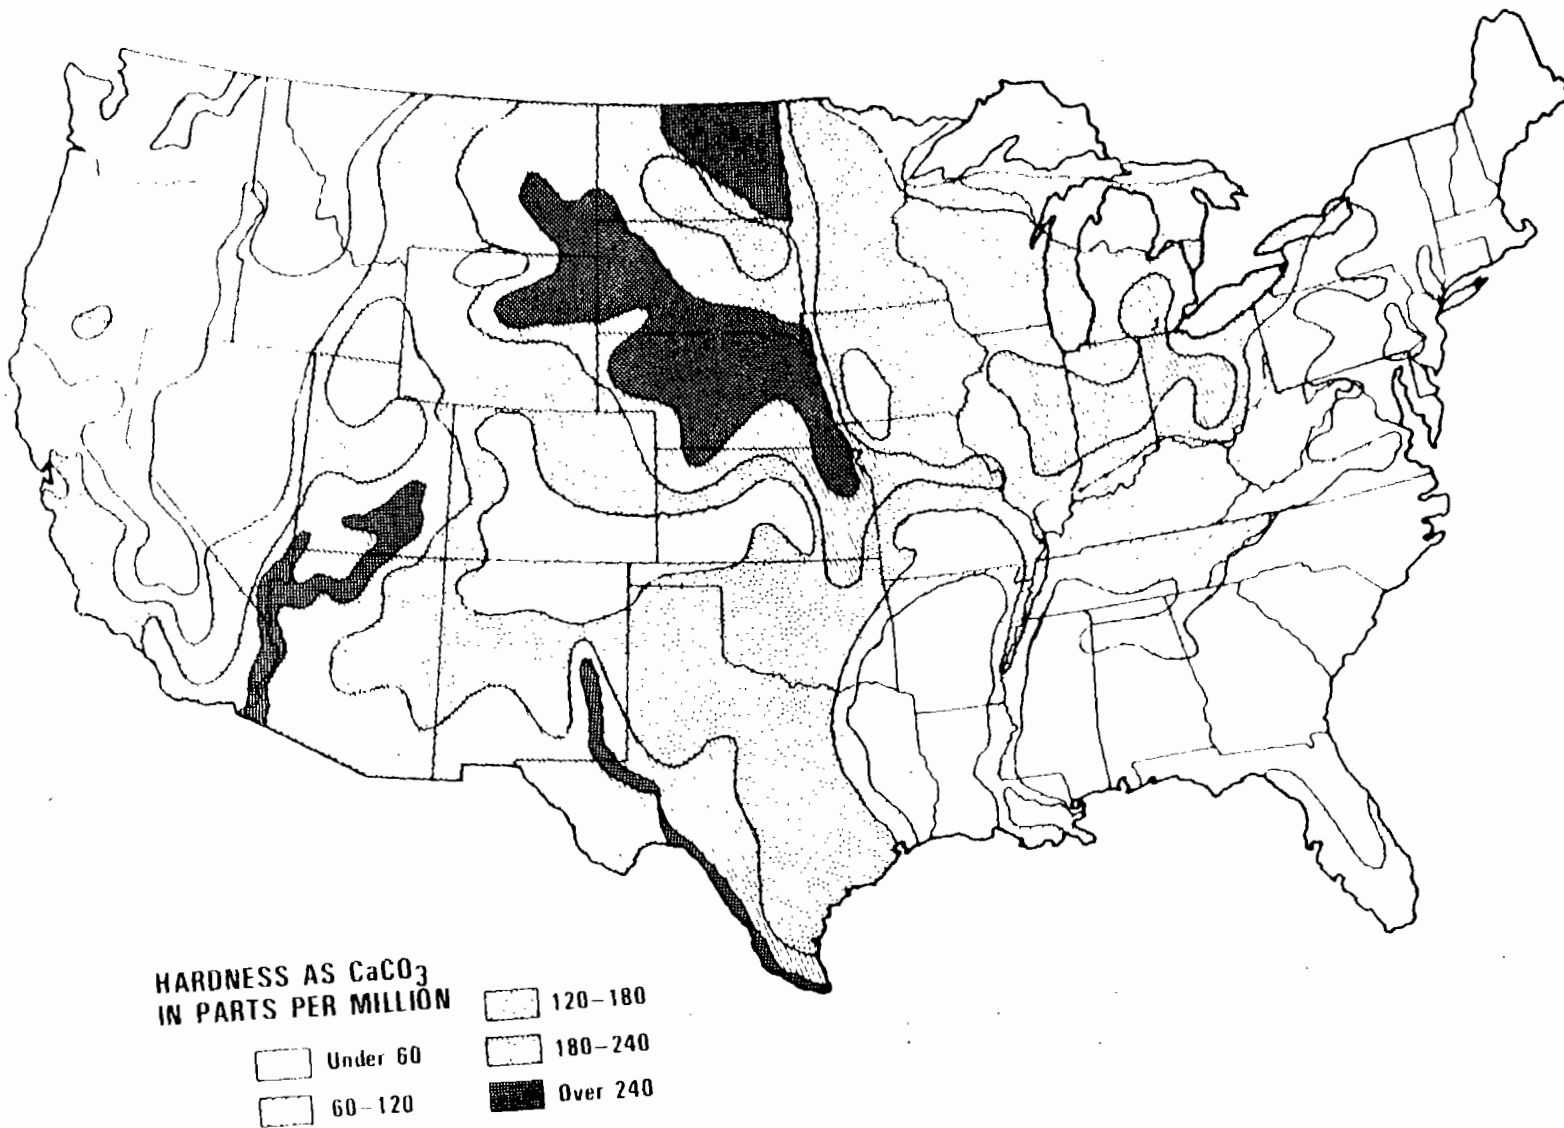 HARDNESS AS CaCO3
IN PARTS PER MILLION
Under 60
60-120
120-180
180-240
Over 240